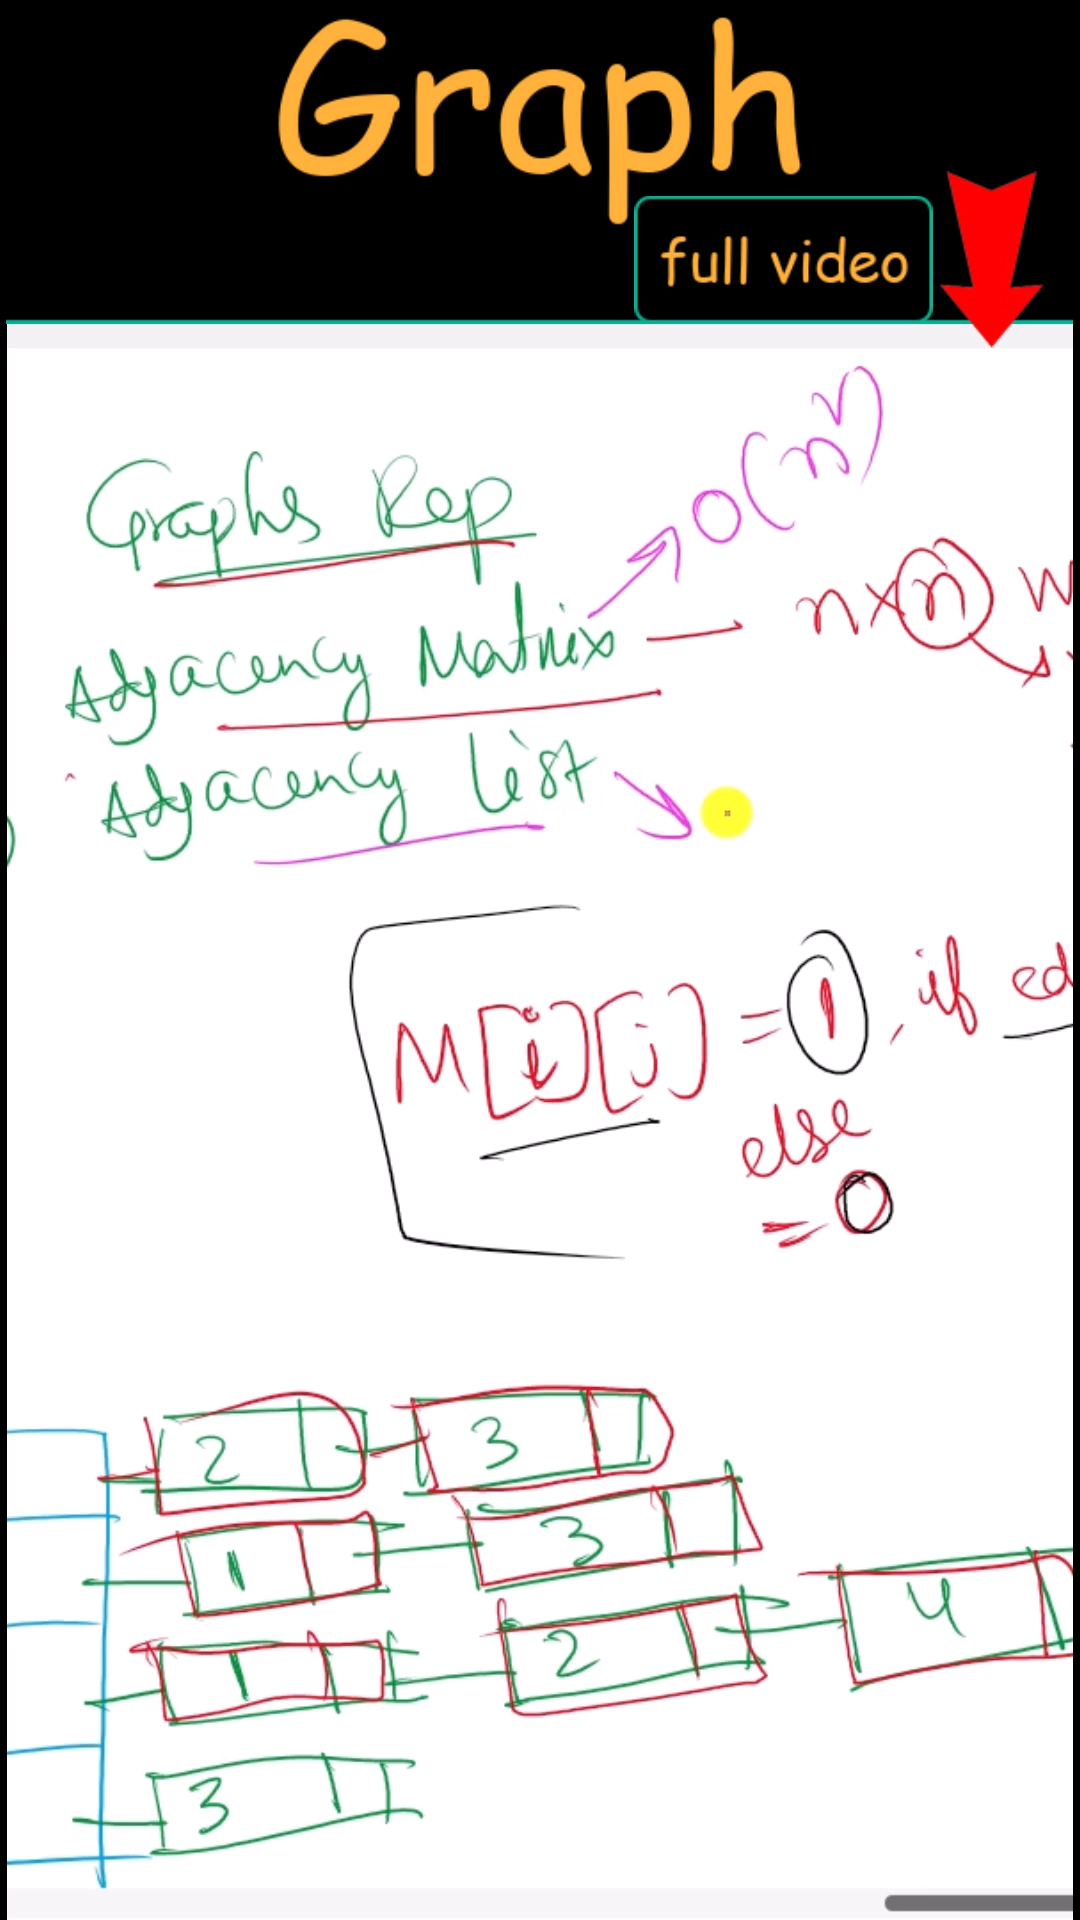 Graph
full video
Graphs Rep
O(n²)
Adjacency Matrix — n×n
Adjacency List
M[i][j] = 1, if ed
else
= 0
2 3
1 3
1 2 4
3